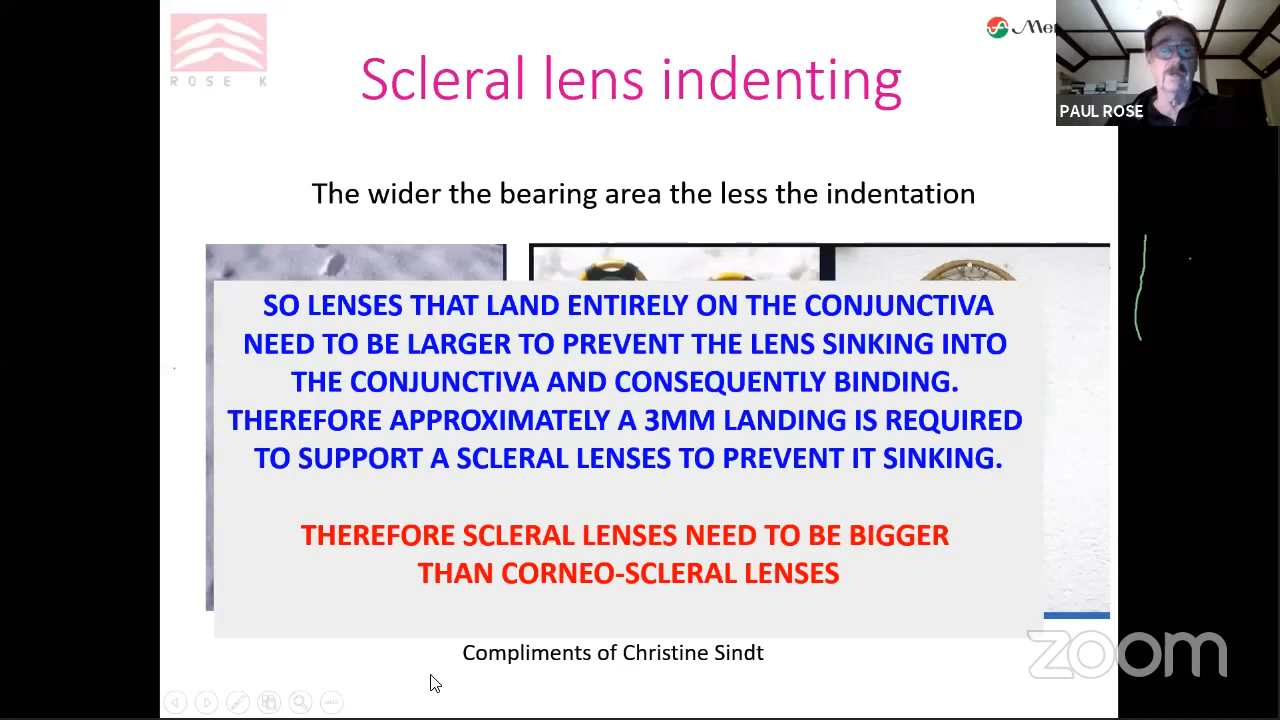 ROSE K
Scleral lens indenting
PAUL ROSE
The wider the bearing area the less the indentation
SO LENSES THAT LAND ENTIRELY ON THE CONJUNCTIVA
NEED TO BE LARGER TO PREVENT THE LENS SINKING INTO
THE CONJUNCTIVA AND CONSEQUENTLY BINDING.
THEREFORE APPROXIMATELY A 3MM LANDING IS REQUIRED
TO SUPPORT A SCLERAL LENSES TO PREVENT IT SINKING.
THEREFORE SCLERAL LENSES NEED TO BE BIGGER
THAN CORNEO-SCLERAL LENSES
Compliments of Christine Sindt
zoom